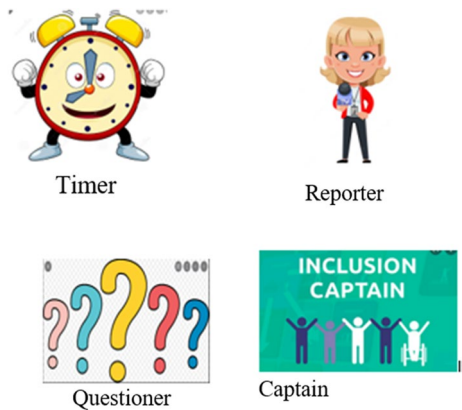 Timer
Reporter
INCLUSION
CAPTAIN
Questioner
Captain